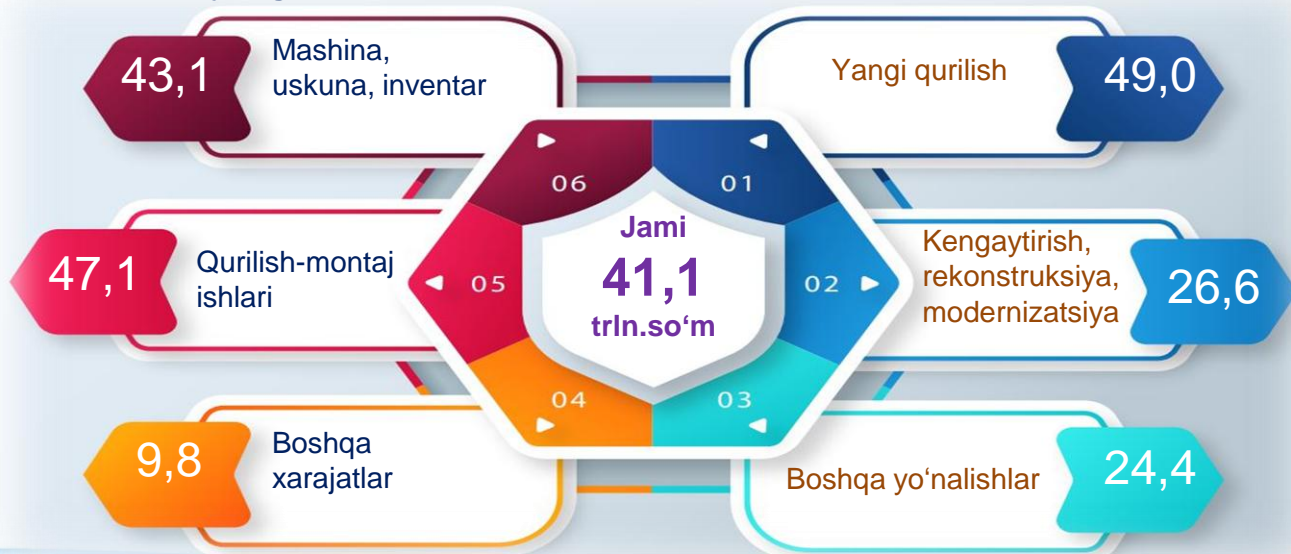 43,1
Mashina,
uskuna, inventar
Yangi qurilish
49,0
06
01
47,1
Qurilish-montaj
ishlari
05
Jami
41,1
trln.so‘m
02
Kengaytirish,
rekonstruksiya,
modernizatsiya
26,6
04
03
9,8
Boshqa
xarajatlar
Boshqa yo‘nalishlar
24,4